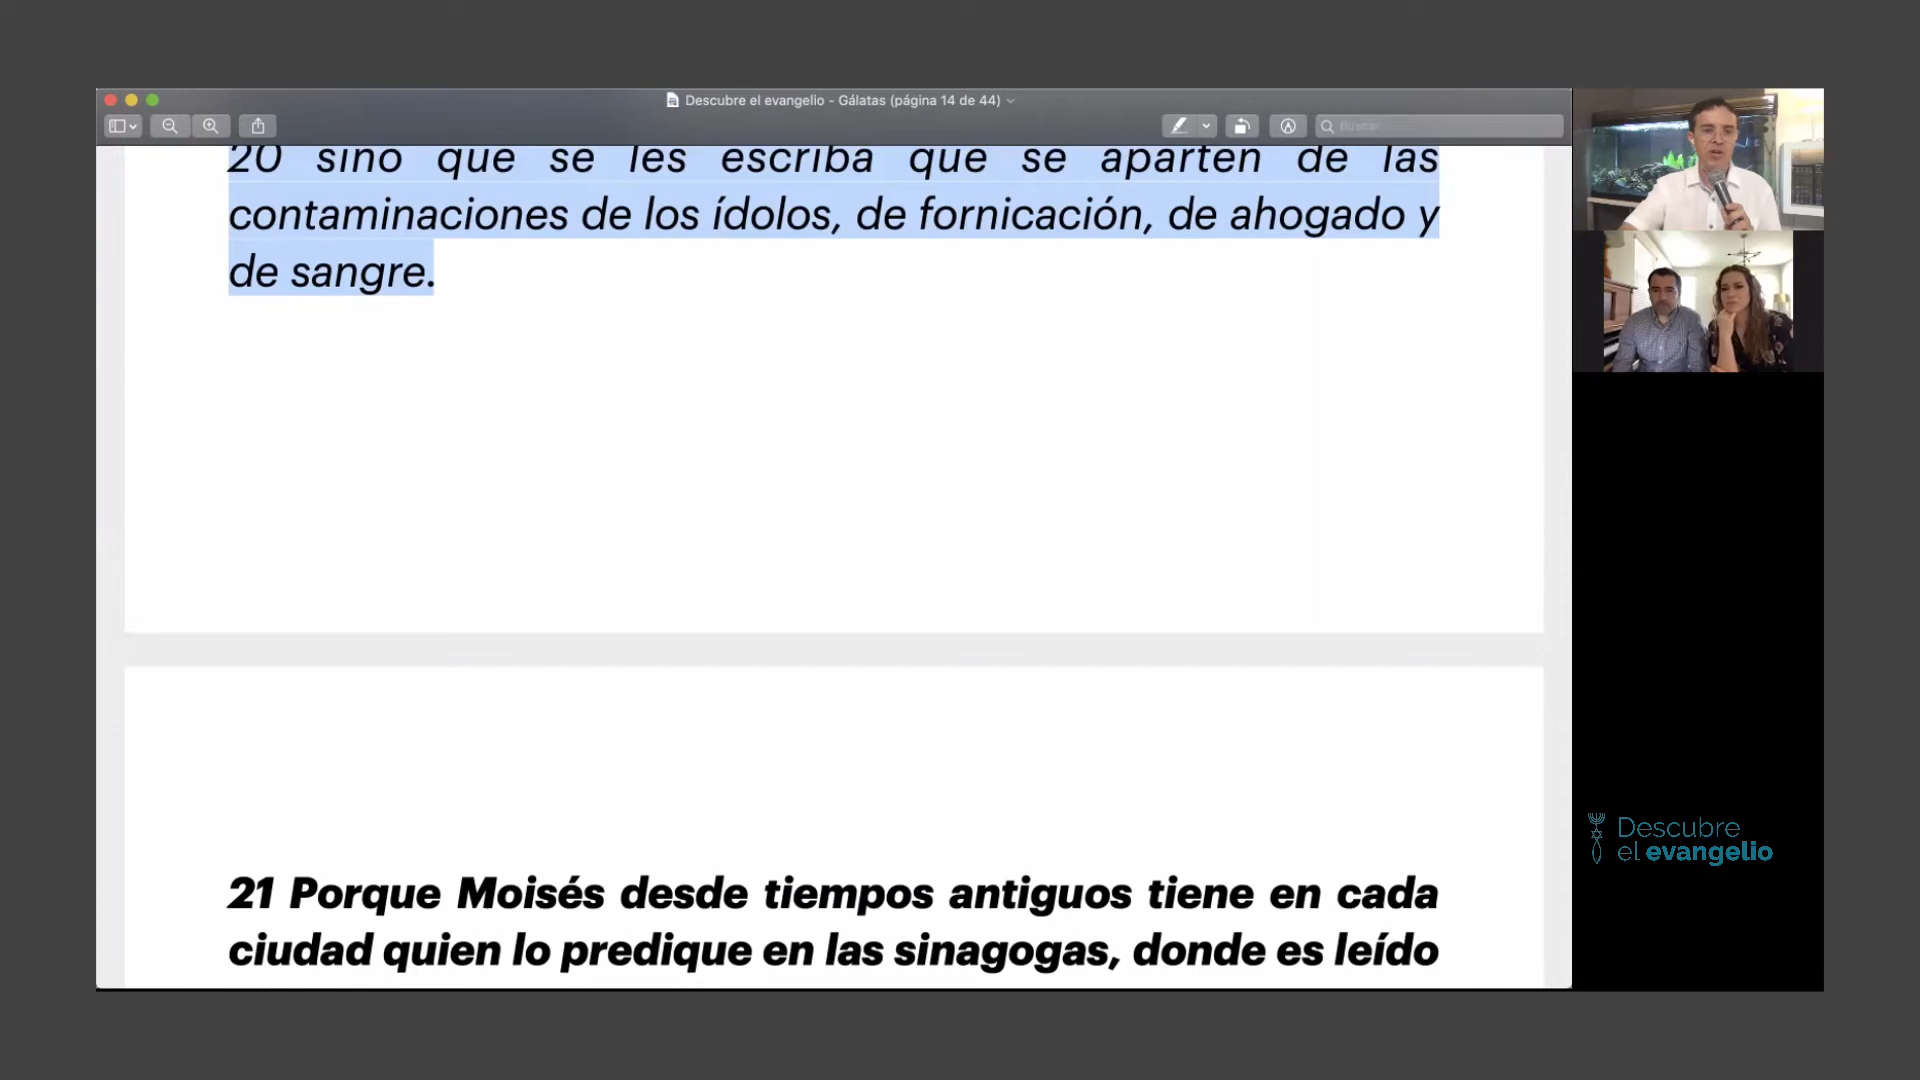 Descubre el evangelio - Gálatas (página 14 de 44)
Buscar
20 sino que se les escriba que se aparten de las
contaminaciones de los ídolos, de fornicación, de ahogado y
de sangre.
21 Porque Moisés desde tiempos antiguos tiene en cada
ciudad quien lo predique en las sinagogas, donde es leído
Descubre
el evangelio